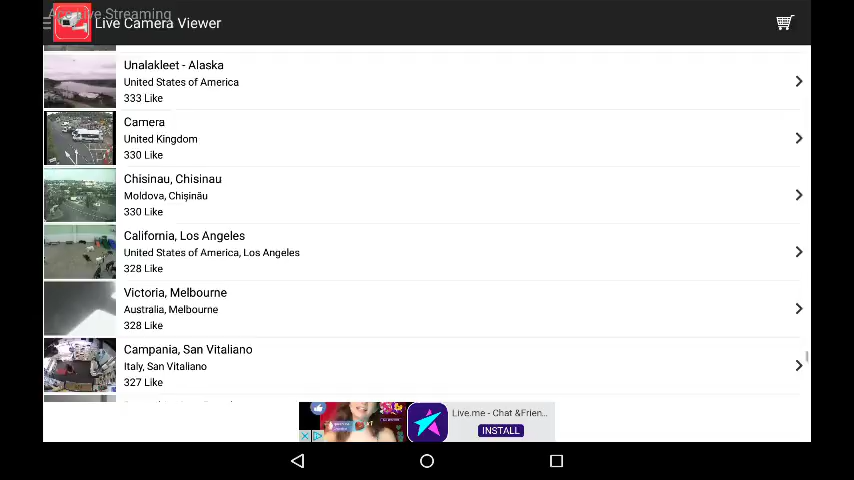 Live Camera Viewer
Unalakleet - Alaska
United States of America
333 Like
Camera
United Kingdom
330 Like
Chisinau, Chisinau
Moldova, Chișinău
330 Like
California, Los Angeles
United States of America, Los Angeles
328 Like
Victoria, Melbourne
Australia, Melbourne
328 Like
Campania, San Vitaliano
Italy, San Vitaliano
327 Like
Live.me - Chat &Frien...
INSTALL